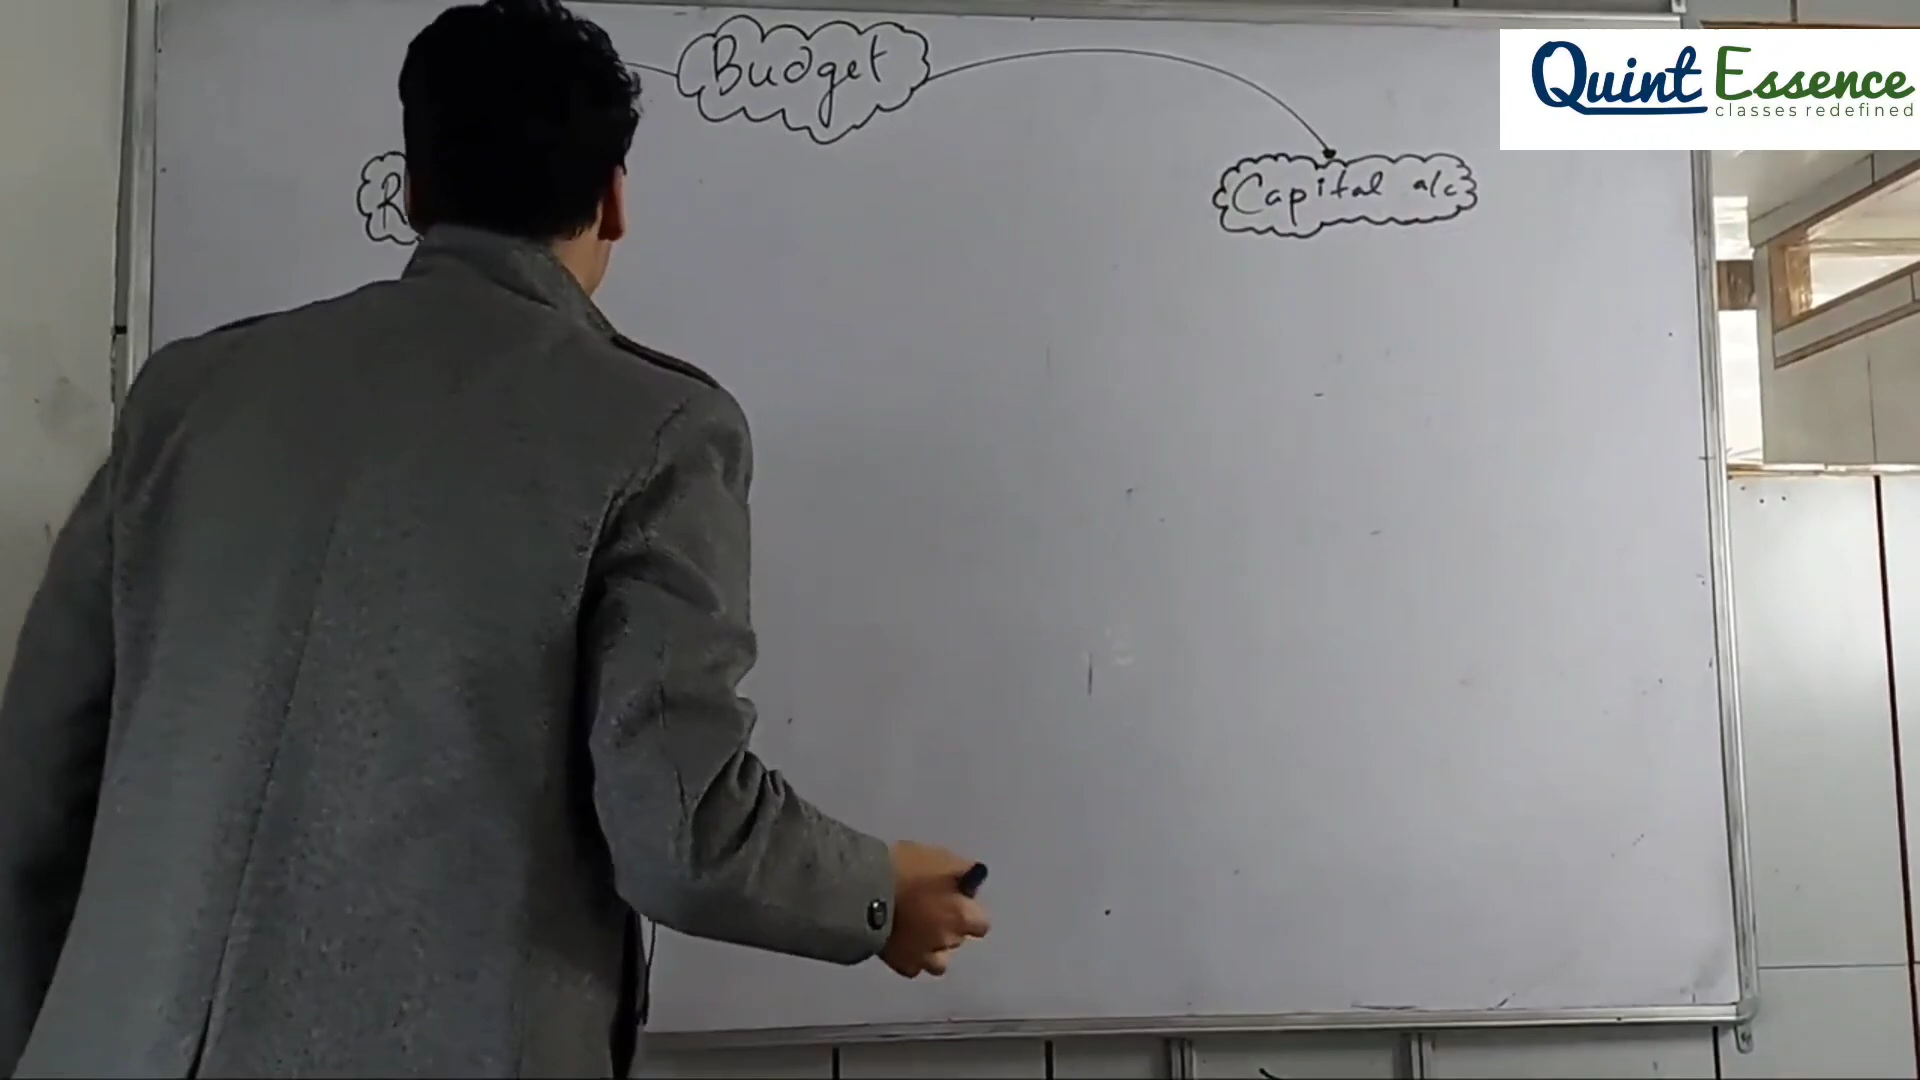 Budget
Quint Essence
classes redefined
Capital a/c